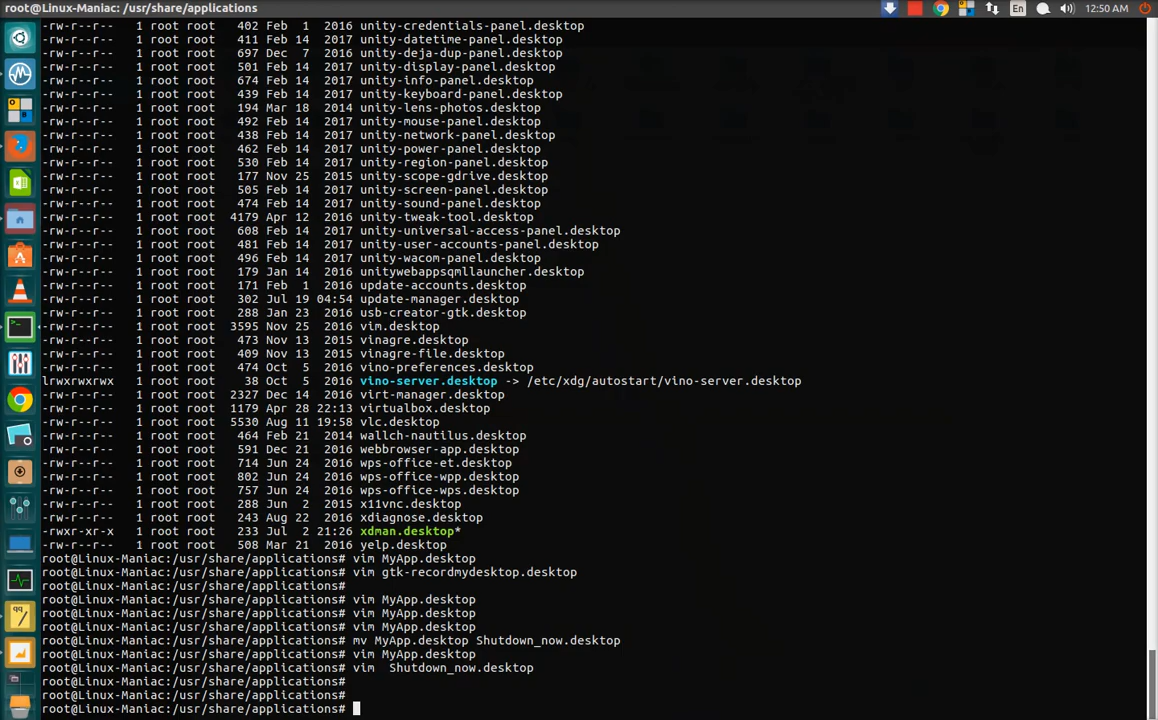 root@Linux-Maniac: /usr/share/applications
En
12:50 AM
-rw-r--r-- 1 root root 402 Feb 1 2016 unity-credentials-panel.desktop
-rw-r--r-- 1 root root 411 Feb 14 2017 unity-datetime-panel.desktop
-rw-r--r-- 1 root root 697 Dec 7 2016 unity-deja-dup-panel.desktop
-rw-r--r-- 1 root root 501 Feb 14 2017 unity-display-panel.desktop
-rw-r--r-- 1 root root 674 Feb 14 2017 unity-info-panel.desktop
-rw-r--r-- 1 root root 439 Feb 14 2017 unity-keyboard-panel.desktop
-rw-r--r-- 1 root root 194 Mar 18 2014 unity-lens-photos.desktop
-rw-r--r-- 1 root root 492 Feb 14 2017 unity-mouse-panel.desktop
-rw-r--r-- 1 root root 438 Feb 14 2017 unity-network-panel.desktop
-rw-r--r-- 1 root root 462 Feb 14 2017 unity-power-panel.desktop
-rw-r--r-- 1 root root 530 Feb 14 2017 unity-region-panel.desktop
-rw-r--r-- 1 root root 177 Nov 25 2015 unity-scope-gdrive.desktop
-rw-r--r-- 1 root root 505 Feb 14 2017 unity-screen-panel.desktop
-rw-r--r-- 1 root root 474 Feb 14 2017 unity-sound-panel.desktop
-rw-r--r-- 1 root root 4179 Apr 12 2016 unity-tweak-tool.desktop
-rw-r--r-- 1 root root 608 Feb 14 2017 unity-universal-access-panel.desktop
-rw-r--r-- 1 root root 481 Feb 14 2017 unity-user-accounts-panel.desktop
-rw-r--r-- 1 root root 496 Feb 14 2017 unity-wacom-panel.desktop
-rw-r--r-- 1 root root 179 Jan 14 2016 unitywebappsqmllauncher.desktop
-rw-r--r-- 1 root root 171 Feb 1 2016 update-accounts.desktop
-rw-r--r-- 1 root root 302 Jul 19 04:54 update-manager.desktop
-rw-r--r-- 1 root root 288 Jan 23 2016 usb-creator-gtk.desktop
-rw-r--r-- 1 root root 3595 Nov 25 2016 vim.desktop
-rw-r--r-- 1 root root 473 Nov 13 2015 vinagre.desktop
-rw-r--r-- 1 root root 409 Nov 13 2015 vinagre-file.desktop
-rw-r--r-- 1 root root 474 Oct 5 2016 vino-preferences.desktop
lrwxrwxrwx 1 root root 38 Oct 5 2016 vino-server.desktop -> /etc/xdg/autostart/vino-server.desktop
-rw-r--r-- 1 root root 2327 Dec 14 2016 virt-manager.desktop
-rw-r--r-- 1 root root 1179 Apr 28 22:13 virtualbox.desktop
-rw-r--r-- 1 root root 5530 Aug 11 19:58 vlc.desktop
-rw-r--r-- 1 root root 464 Feb 21 2014 wallch-nautilus.desktop
-rw-r--r-- 1 root root 591 Dec 21 2016 webbrowser-app.desktop
-rw-r--r-- 1 root root 714 Jun 24 2016 wps-office-et.desktop
-rw-r--r-- 1 root root 802 Jun 24 2016 wps-office-wpp.desktop
-rw-r--r-- 1 root root 757 Jun 24 2016 wps-office-wps.desktop
-rw-r--r-- 1 root root 288 Jun 2 2015 x11vnc.desktop
-rw-r--r-- 1 root root 243 Aug 22 2016 xdiagnose.desktop
-rwxr-xr-x 1 root root 233 Jul 2 21:26 xdman.desktop*
-rw-r--r-- 1 root root 508 Mar 21 2016 yelp.desktop
root@Linux-Maniac:/usr/share/applications# vim MyApp.desktop
root@Linux-Maniac:/usr/share/applications# vim gtk-recordmydesktop.desktop
root@Linux-Maniac:/usr/share/applications#
root@Linux-Maniac:/usr/share/applications# vim MyApp.desktop
root@Linux-Maniac:/usr/share/applications# vim MyApp.desktop
root@Linux-Maniac:/usr/share/applications# vim MyApp.desktop
root@Linux-Maniac:/usr/share/applications# mv MyApp.desktop Shutdown_now.desktop
root@Linux-Maniac:/usr/share/applications# vim MyApp.desktop
root@Linux-Maniac:/usr/share/applications# vim  Shutdown_now.desktop
root@Linux-Maniac:/usr/share/applications#
root@Linux-Maniac:/usr/share/applications#
root@Linux-Maniac:/usr/share/applications#